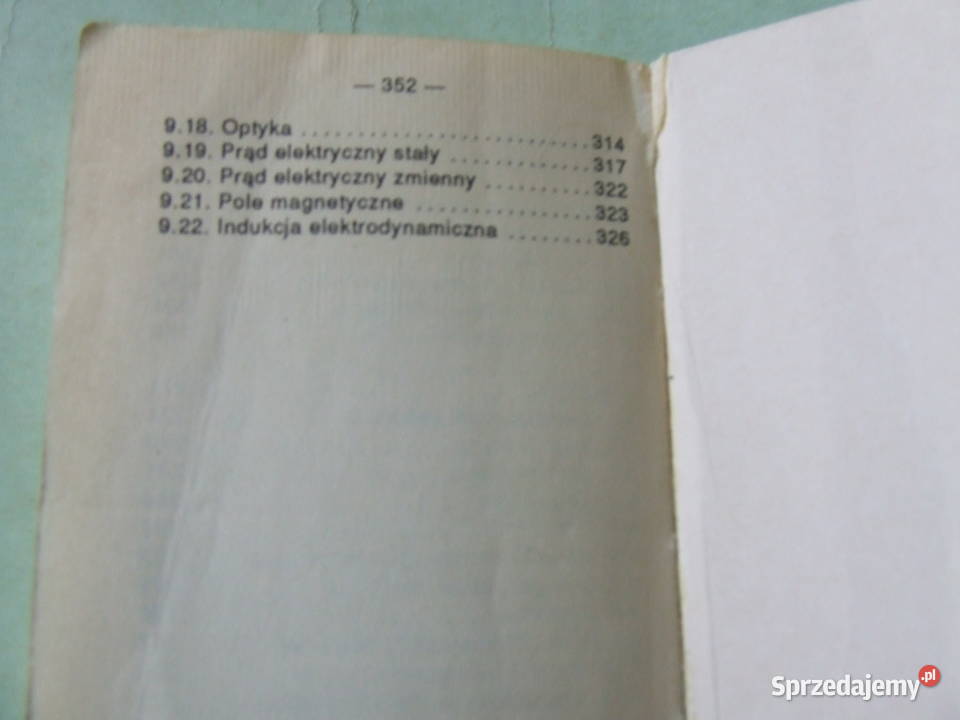 — 352 —
9.18. Optyka ............................ 314
9.19. Prąd elektryczny stały .............. 317
9.20. Prąd elektryczny zmienny ........... 322
9.21. Pole magnetyczne ................. 323
9.22. Indukcja elektrodynamiczna ........ 326
Sprzedajemy.pl